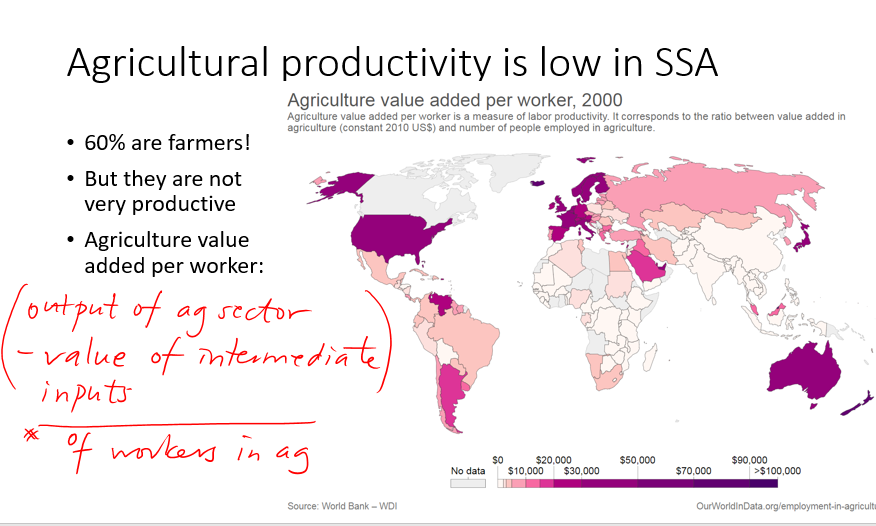 Agricultural productivity is low in SSA
Agriculture value added per worker, 2000
Agriculture value added per worker is a measure of labor productivity. It corresponds to the ratio between value added in
agriculture (constant 2010 US$) and number of people employed in agriculture.
• 60% are farmers!
• But they are not
very productive
• Agriculture value
added per worker:
(output of ag sector
- value of intermediate
inputs)
* of workers in ag
$0 $20,000 $50,000 $90,000
No data $10,000 $30,000 $70,000 >$100,000
Source: World Bank – WDI
OurWorldInData.org/employment-in-agricultu